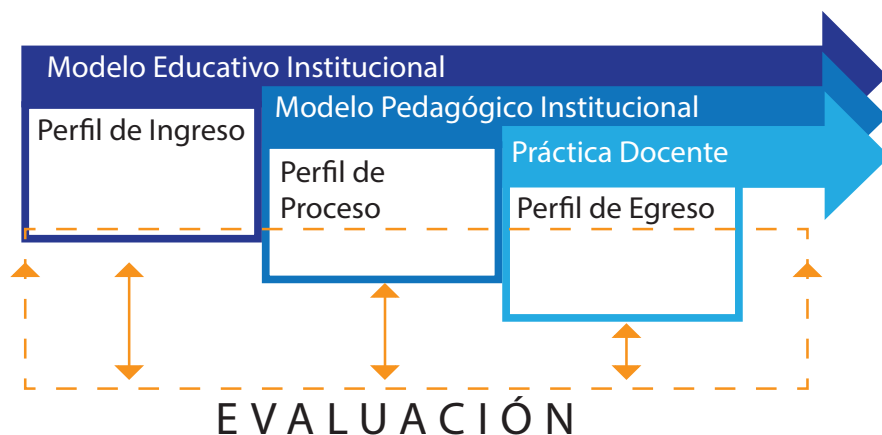 Modelo Educativo Institucional
Perfil de Ingreso
Modelo Pedagógico Institucional
Perfil de
Proceso
Práctica Docente
Perfil de Egreso
EVALUACIÓN